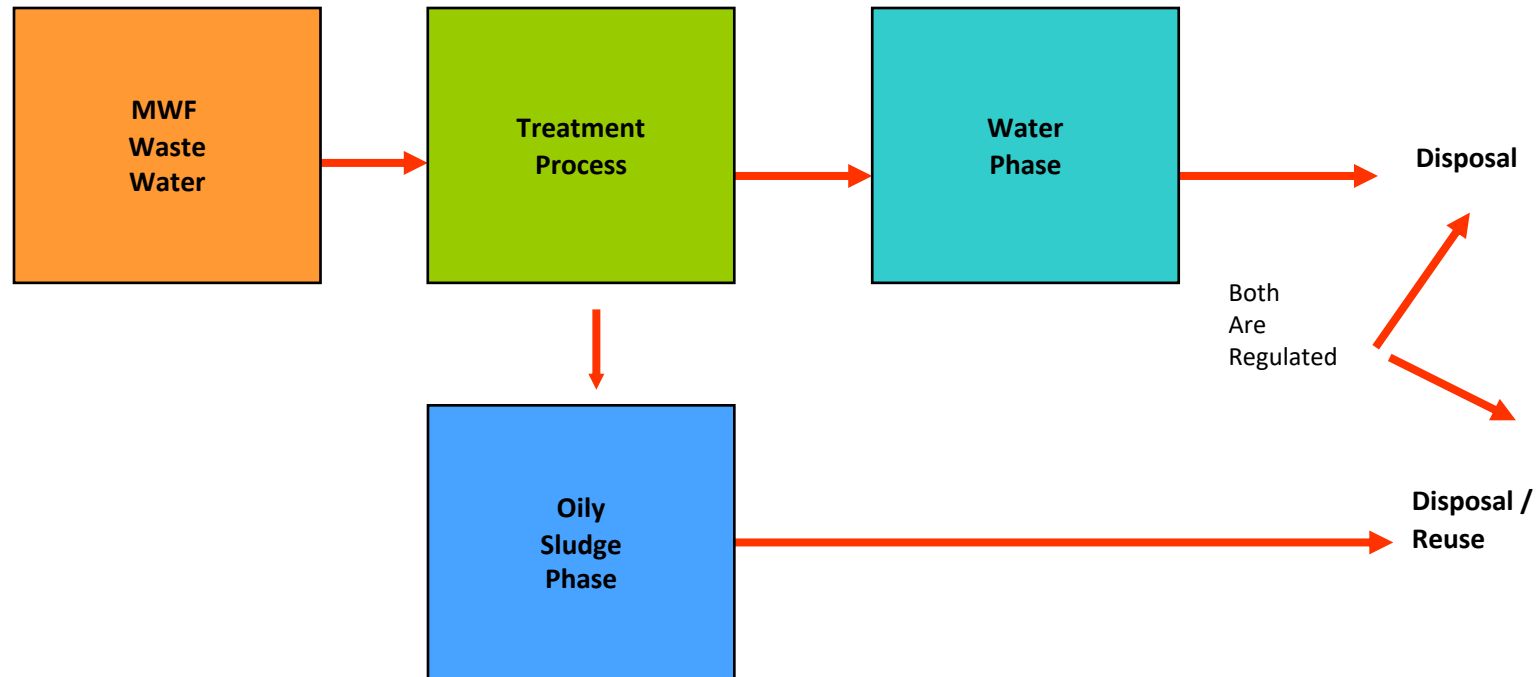 MWF
Waste
Water
Treatment
Process
Water
Phase
Disposal
Both
Are
Regulated
Oily
Sludge
Phase
Disposal /
Reuse